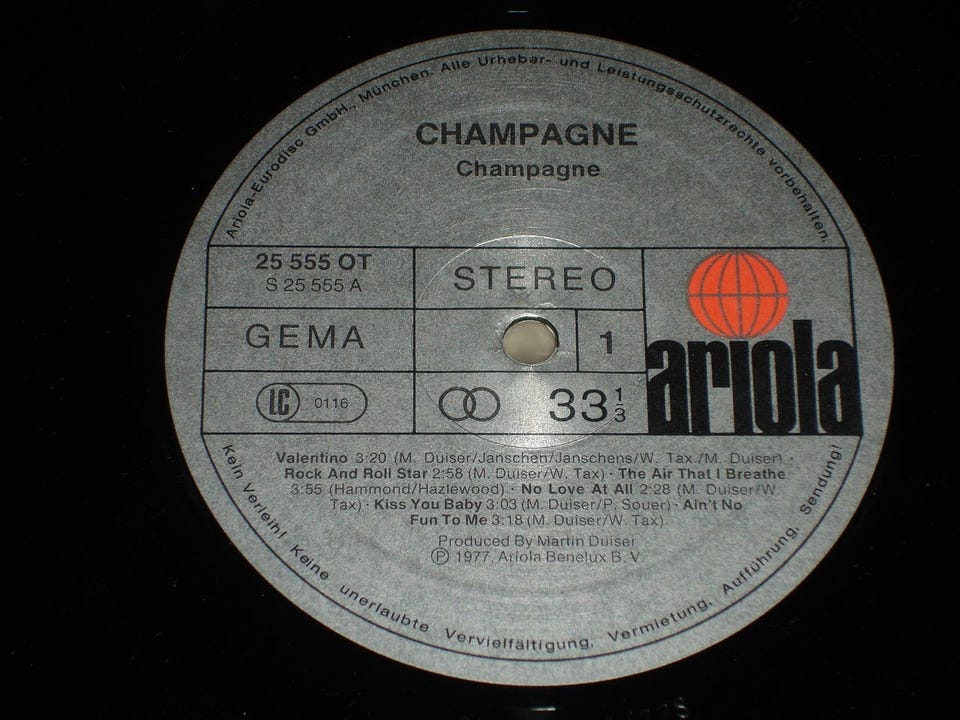 Ariola-Eurodisc GmbH., München. Alle Urheber- und Leistungsschutzrechte vorbehalten.
CHAMPAGNE
Champagne
25 555 OT
S 25 555 A
STEREO
GEMA
1
LC 0116
33 1/3
ariola
Valentino 3:20 (M. Duiser/Janschen/Janschens/W. Tax./M. Duiser) ·
Rock And Roll Star 2:58 (M. Duiser/W. Tax) · The Air That I Breathe
3:55 (Hammond/Hazlewood) · No Love At All 2:28 (M. Duiser/W.
Tax) · Kiss You Baby 3:03 (M. Duiser/P. Souer) · Ain't No
Fun To Me 3:18 (M. Duiser/W. Tax)
Produced By Martin Duiser
Ⓟ 1977, Ariola Benelux B. V.
Kein Verleih! Keine unerlaubte Vervielfältigung, Vermietung, Aufführung, Sendung!